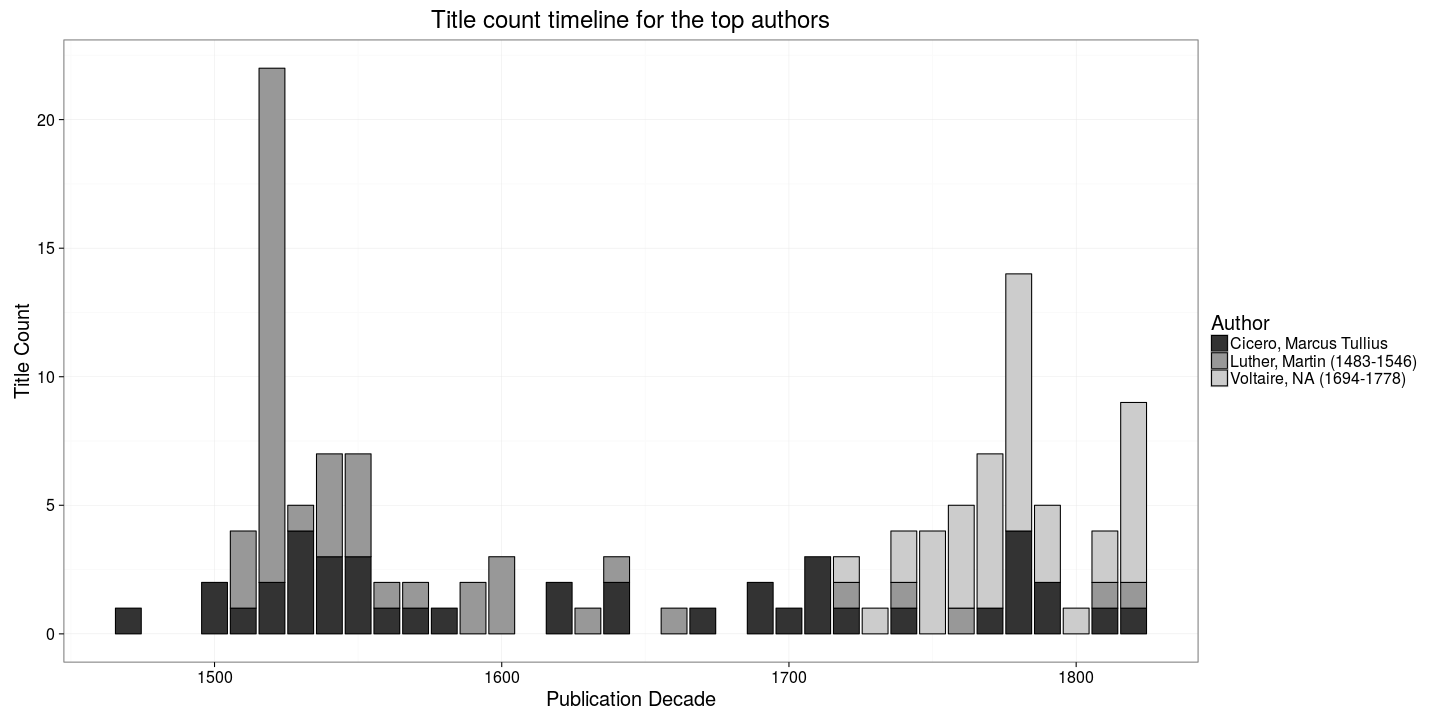 Title count timeline for the top authors
Title Count
20
15
10
5
0
1500
1600
1700
1800
Publication Decade
Author
Cicero, Marcus Tullius
Luther, Martin (1483-1546)
Voltaire, NA (1694-1778)